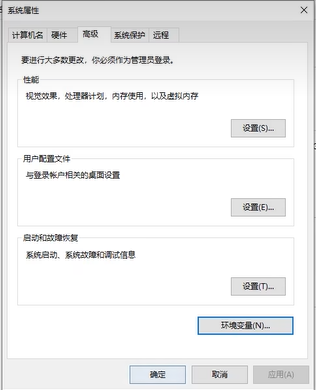 系统属性
计算机名 硬件 高级 系统保护 远程
要进行大多数更改，你必须作为管理员登录。
性能
视觉效果，处理器计划，内存使用，以及虚拟内存
设置(S)...
用户配置文件
与登录帐户相关的桌面设置
设置(E)...
启动和故障恢复
系统启动、系统故障和调试信息
设置(T)...
环境变量(N)...
确定 取消 应用(A)